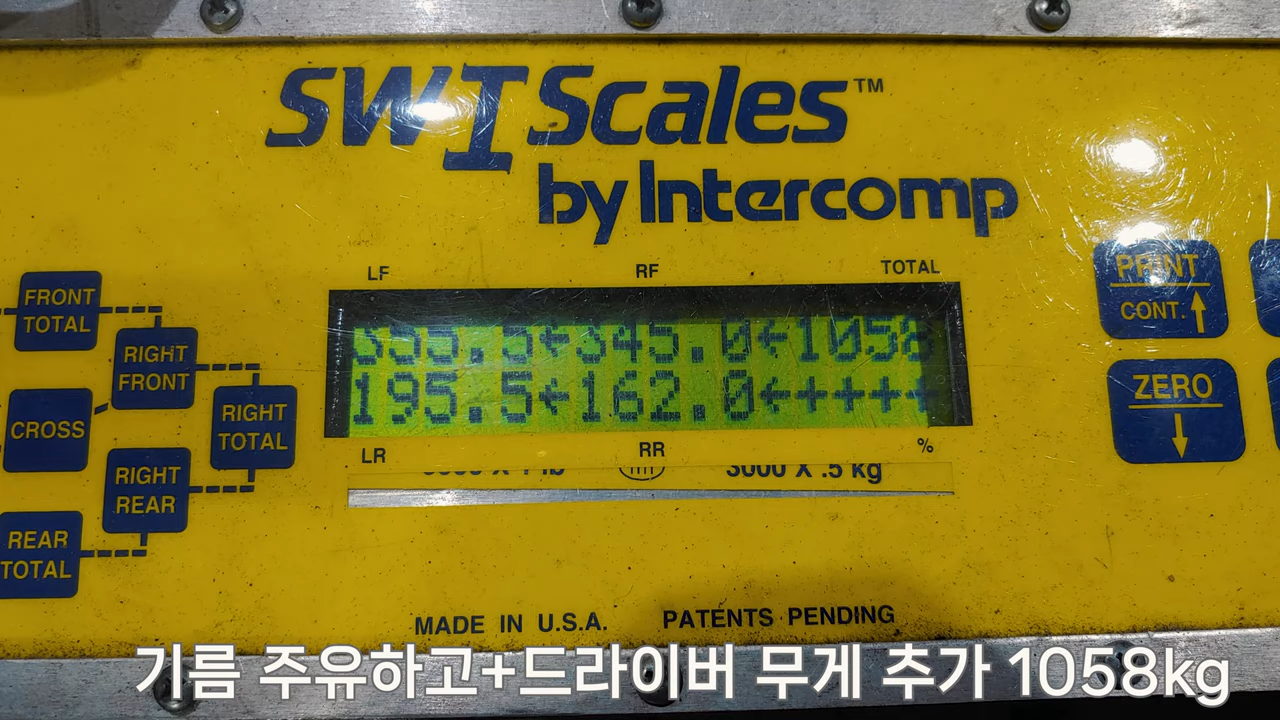 SWI Scales™
by Intercomp
LF RF TOTAL
355.5←345.0←1058
195.5←162.0←+++++
LR RR %
3000 X .5 kg
FRONT TOTAL
RIGHT FRONT
CROSS
RIGHT TOTAL
RIGHT REAR
REAR TOTAL
PRINT
CONT. ↑
ZERO
↓
MADE IN U.S.A. PATENTS PENDING
기름 주유하고+드라이버 무게 추가 1058kg